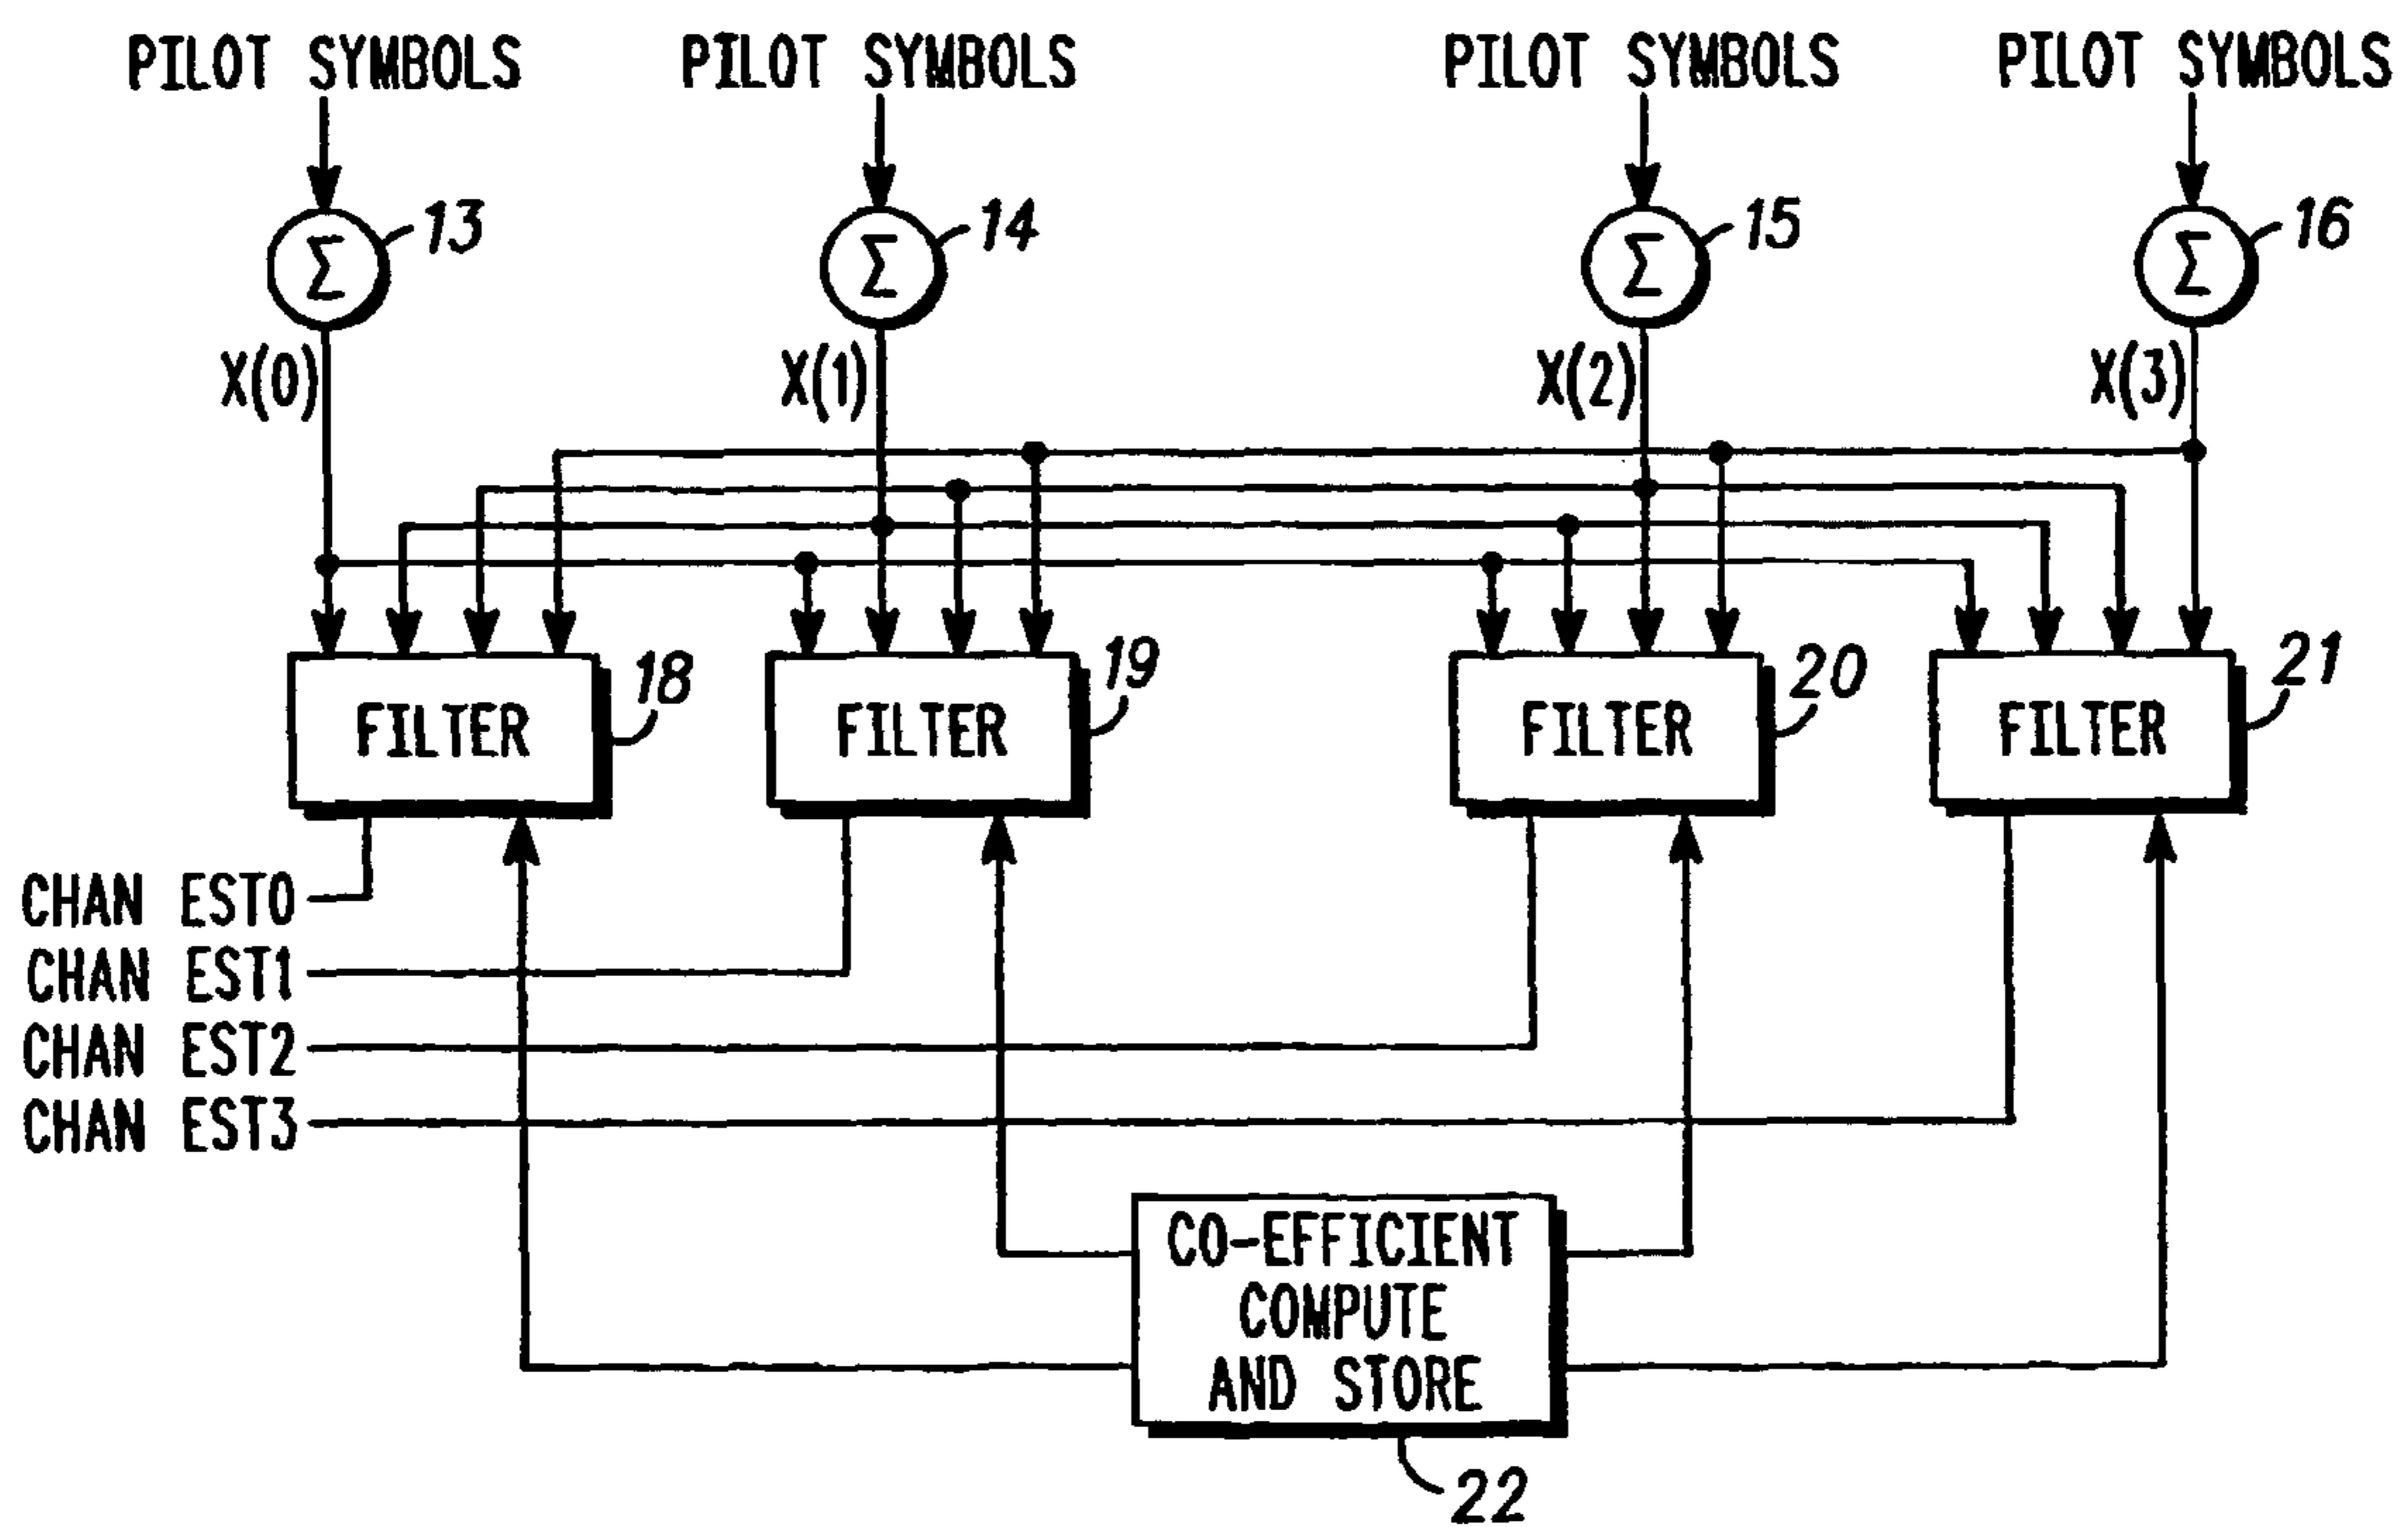 PILOT SYMBOLS PILOT SYMBOLS PILOT SYMBOLS PILOT SYMBOLS
Σ 13 Σ 14 Σ 15 Σ 16
X(0) X(1) X(2) X(3)
FILTER 18 FILTER 19 FILTER 20 FILTER 21
CHAN EST0
CHAN EST1
CHAN EST2
CHAN EST3
CO-EFFICIENT
COMPUTE
AND STORE
22